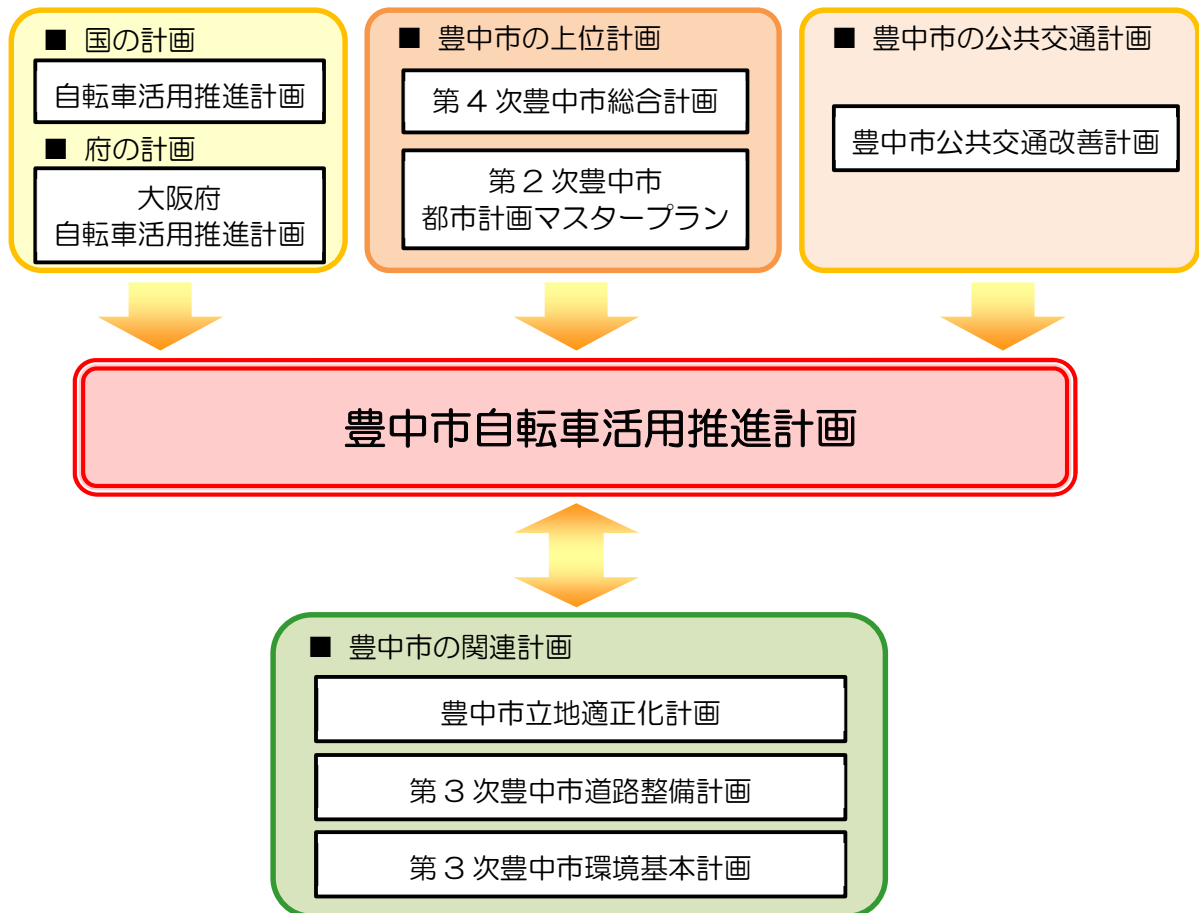 ■ 国の計画
自転車活用推進計画
■ 府の計画
大阪府
自転車活用推進計画
■ 豊中市の上位計画
第4次豊中市総合計画
第2次豊中市
都市計画マスタープラン
■ 豊中市の公共交通計画
豊中市公共交通改善計画
豊中市自転車活用推進計画
■ 豊中市の関連計画
豊中市立地適正化計画
第3次豊中市道路整備計画
第3次豊中市環境基本計画